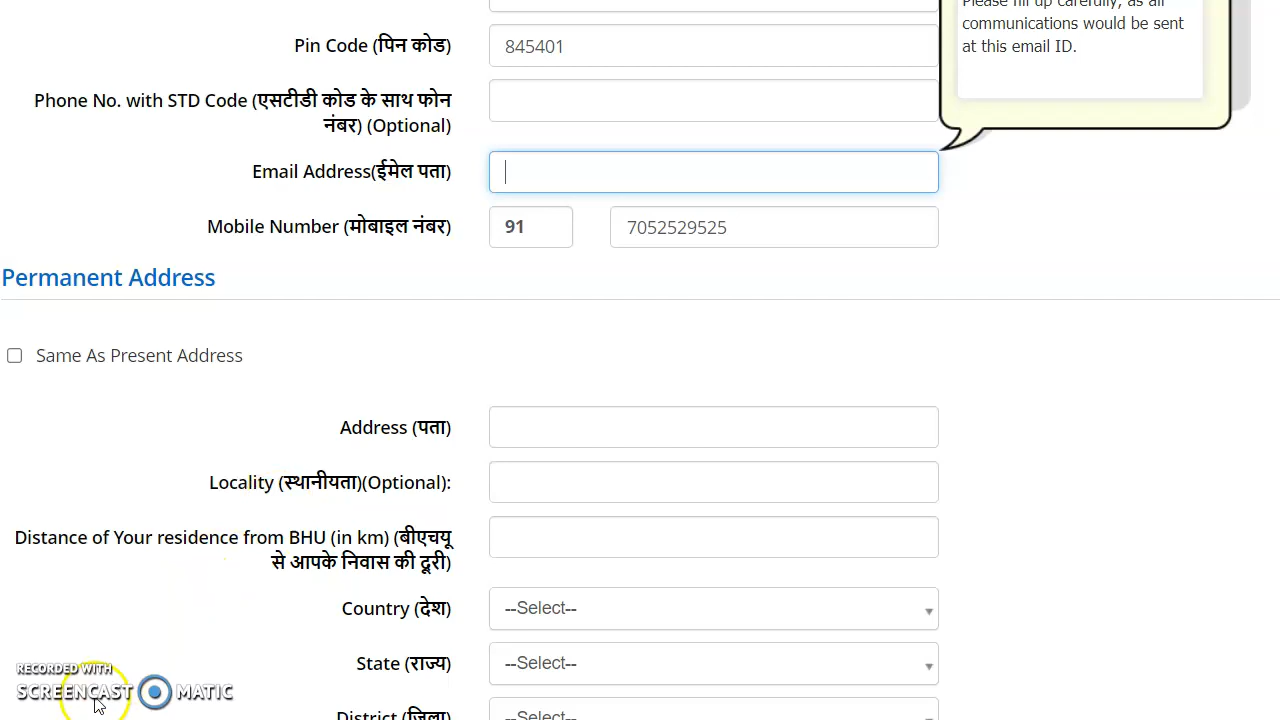 Please fill up carefully, as all
communications would be sent
at this email ID.
Pin Code (पिन कोड)
845401
Phone No. with STD Code (एसटीडी कोड के साथ फोन
नंबर) (Optional)
Email Address(ईमेल पता)
Mobile Number (मोबाइल नंबर)
91
7052529525
Permanent Address
Same As Present Address
Address (पता)
Locality (स्थानीयता)(Optional):
Distance of Your residence from BHU (in km) (बीएचयू
से आपके निवास की दूरी)
Country (देश)
--Select--
State (राज्य)
--Select--
District (जिला)
--Select--
RECORDED WITH
SCREENCAST MATIC